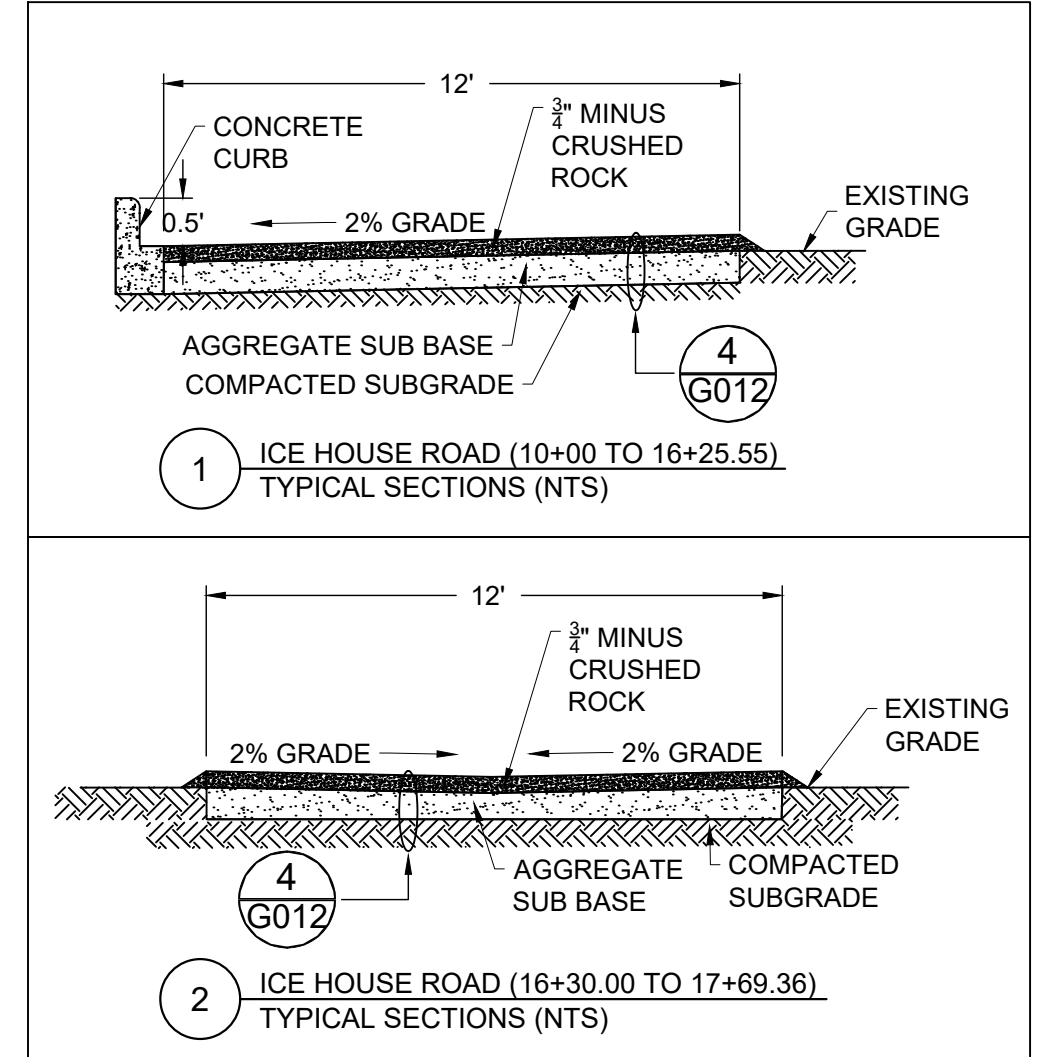 12'
CONCRETE
CURB
3/4" MINUS
CRUSHED
ROCK
EXISTING
GRADE
0.5'
2% GRADE
AGGREGATE SUB BASE
COMPACTED SUBGRADE
4
G012
1
ICE HOUSE ROAD (10+00 TO 16+25.55)
TYPICAL SECTIONS (NTS)
12'
3/4" MINUS
CRUSHED
ROCK
EXISTING
GRADE
2% GRADE
2% GRADE
4
G012
AGGREGATE
SUB BASE
COMPACTED
SUBGRADE
2
ICE HOUSE ROAD (16+30.00 TO 17+69.36)
TYPICAL SECTIONS (NTS)